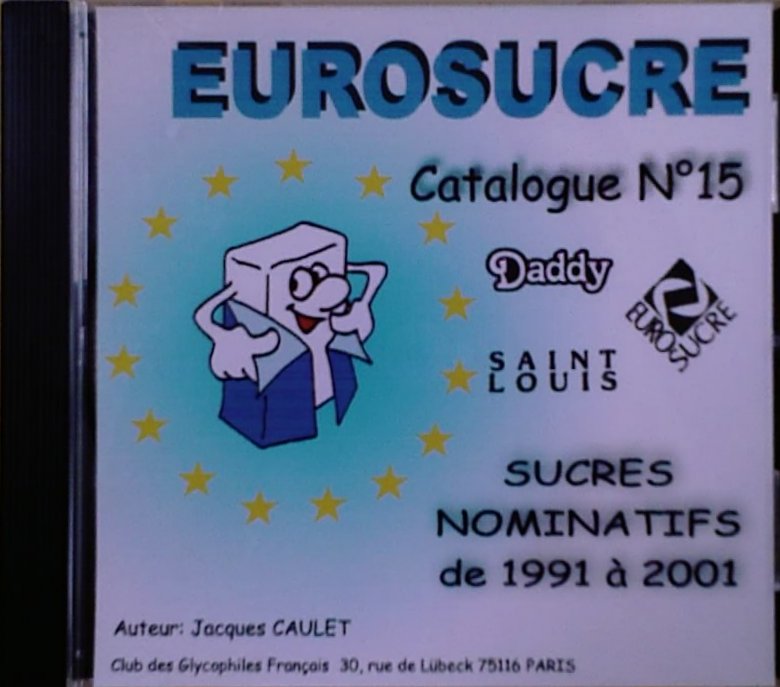 EUROSUCRE
Catalogue N°15
Daddy
EUROSUCRE
SAINT
LOUIS
SUCRES
NOMINATIFS
de 1991 à 2001
Auteur: Jacques CAULET
Club des Glycophiles Français 30, rue de Lübeck 75116 PARIS